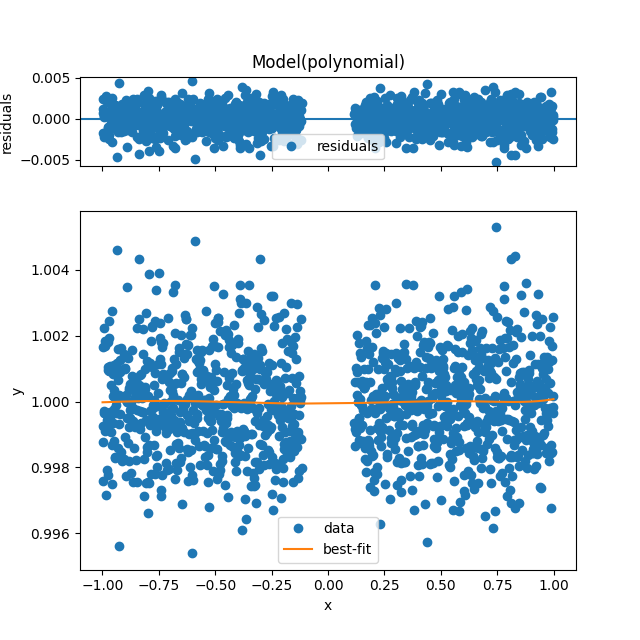 Model(polynomial)
0.005
0.000
−0.005
residuals
residuals
1.004
1.002
1.000
0.998
0.996
y
data
best-fit
−1.00 −0.75 −0.50 −0.25 0.00 0.25 0.50 0.75 1.00
x